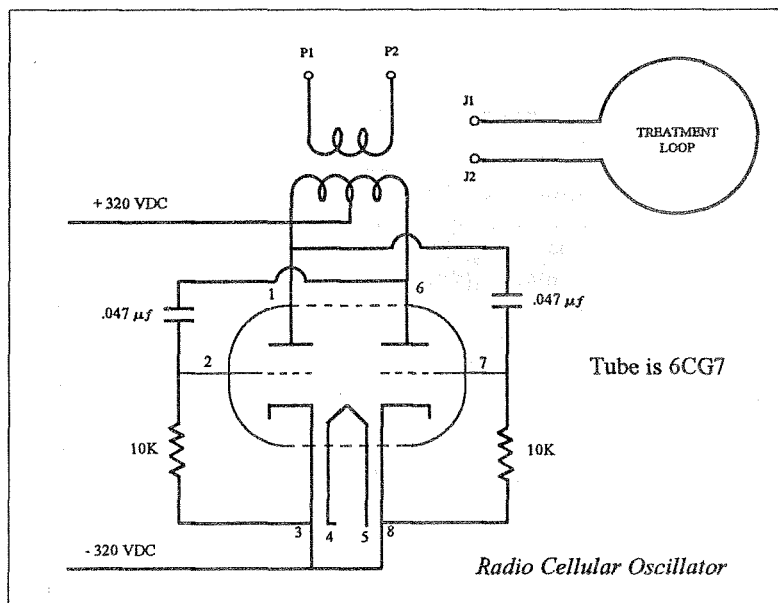 P1
P2
J1
J2
TREATMENT
LOOP
+ 320 VDC
1
6
.047 μf
.047 μf
2
7
Tube is 6CG7
10K
10K
3
4
5
8
- 320 VDC
Radio Cellular Oscillator